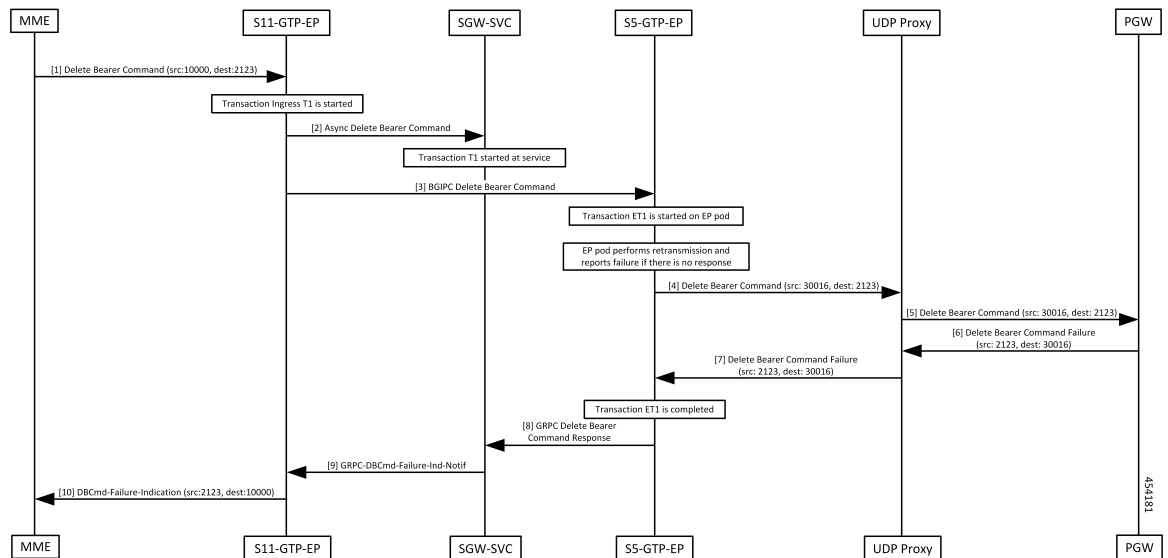 MME
S11-GTP-EP
SGW-SVC
S5-GTP-EP
UDP Proxy
PGW
[1] Delete Bearer Command (src:10000, dest:2123)
Transaction Ingress T1 is started
[2] Async Delete Bearer Command
Transaction T1 started at service
[3] BGIPC Delete Bearer Command
Transaction ET1 is started on EP pod
EP pod performs retransmission and
reports failure if there is no response
[4] Delete Bearer Command (src: 30016, dest: 2123)
[5] Delete Bearer Command (src: 30016, dest: 2123)
[6] Delete Bearer Command Failure
(src: 2123, dest: 30016)
[7] Delete Bearer Command Failure
(src: 2123, dest: 30016)
Transaction ET1 is completed
[8] GRPC Delete Bearer
Command Response
[9] GRPC-DBCmd-Failure-Ind-Notif
[10] DBCmd-Failure-Indication (src:2123, dest:10000)
454181
MME
S11-GTP-EP
SGW-SVC
S5-GTP-EP
UDP Proxy
PGW